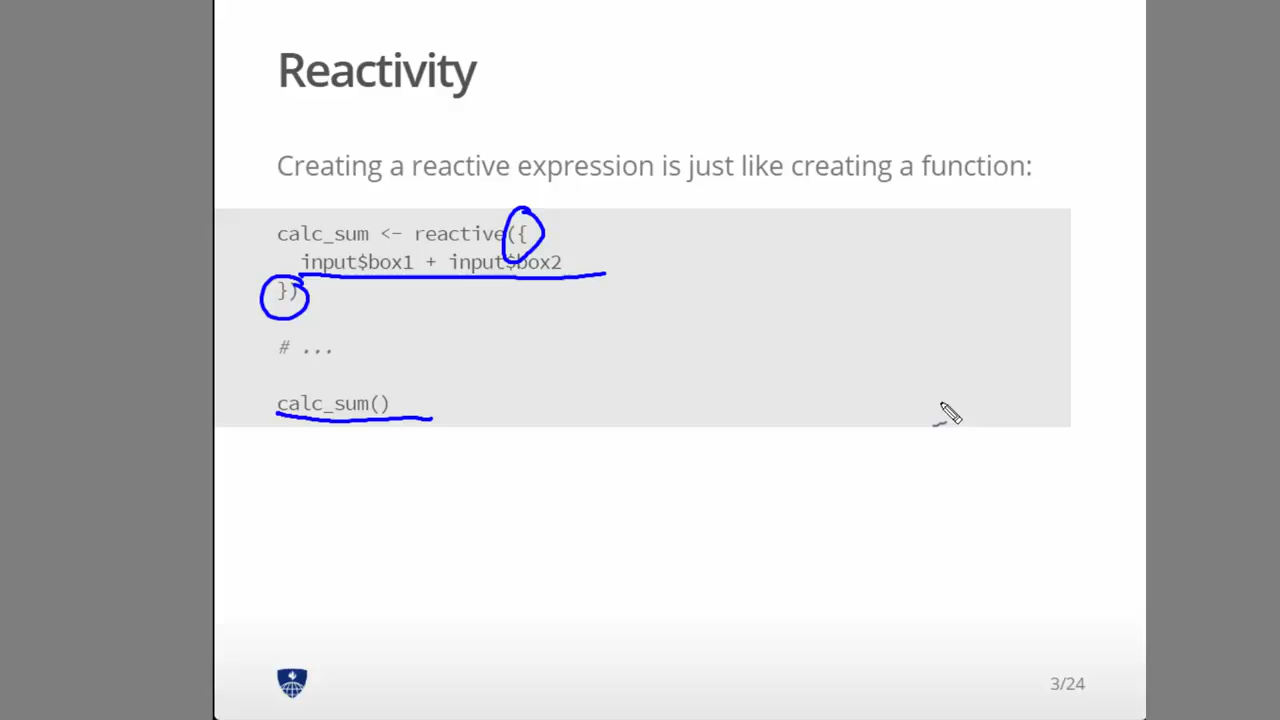 Reactivity
Creating a reactive expression is just like creating a function:
calc_sum <- reactive({
input$box1 + input$box2
})
# ...
calc_sum()
3/24